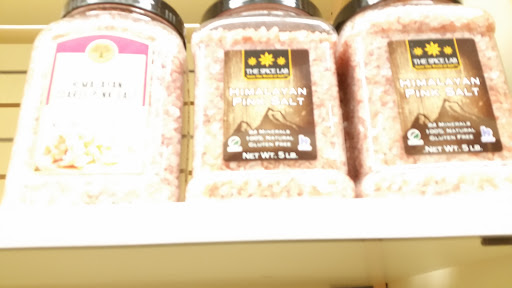 HIMALAYAN
THE SPICE LAB
HIMALAYAN
PINK SALT
84 MINERALS
100% NATURAL
GLUTEN FREE
NET WT. 5 LB.
THE SPICE LAB
HIMALAYAN
PINK SALT
84 MINERALS
100% NATURAL
GLUTEN FREE
NET WT. 5 LB.